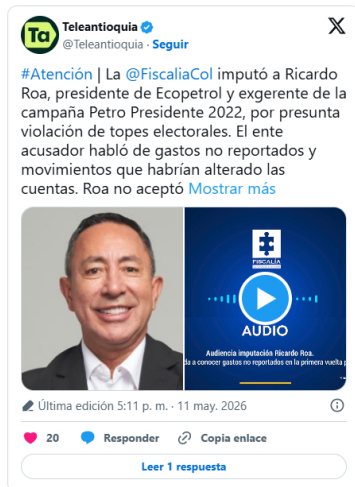 Ta
Teleantioquia
@Teleantioquia · Seguir
#Atención | La @FiscaliaCol imputó a Ricardo
Roa, presidente de Ecopetrol y exgerente de la
campaña Petro Presidente 2022, por presunta
violación de topes electorales. El ente
acusador habló de gastos no reportados y
movimientos que habrían alterado las
cuentas. Roa no aceptó Mostrar más
FISCALÍA
AUDIO
Audiencia imputación Ricardo Roa.
da a conocer gastos no reportados en la primera vuelta p
Última edición 5:11 p. m. · 11 may. 2026
20 Responder Copia enlace
Leer 1 respuesta